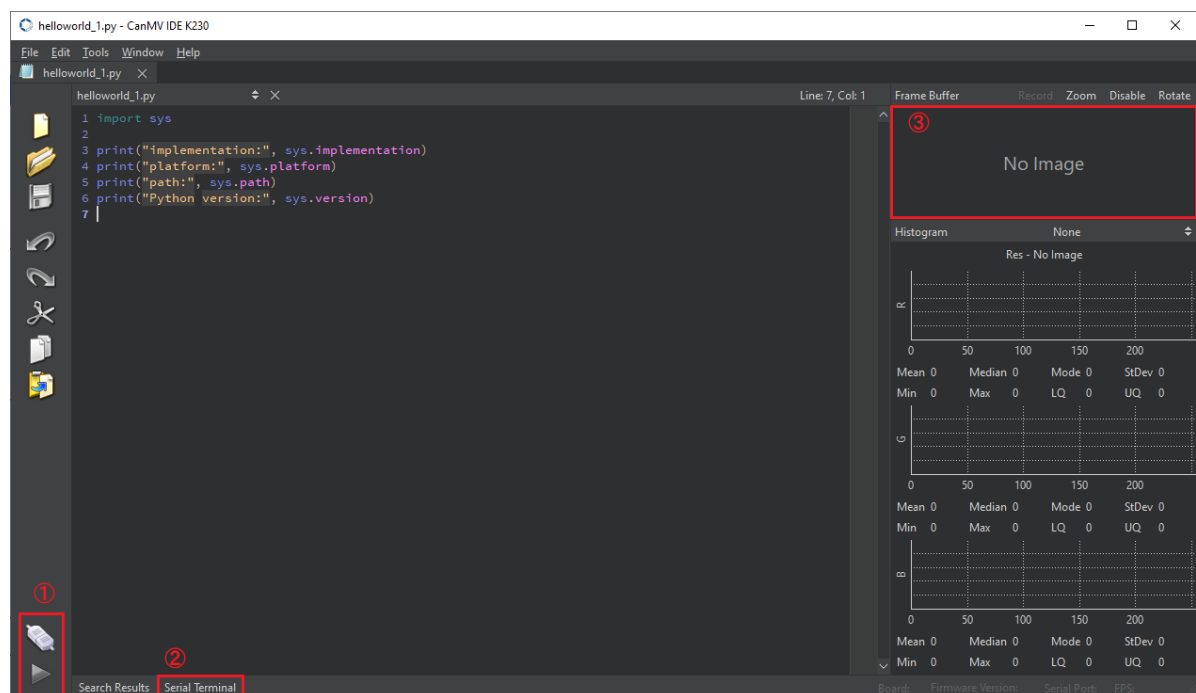 helloworld_1.py - CanMV IDE K230
File Edit Tools Window Help
helloworld_1.py
helloworld_1.py Line: 7, Col: 1
1 import sys
2
3 print("implementation:", sys.implementation)
4 print("platform:", sys.platform)
5 print("path:", sys.path)
6 print("Python version:", sys.version)
7
①
②
Search Results Serial Terminal
Frame Buffer Record Zoom Disable Rotate
③
No Image
Histogram None
Res - No Image
R
0 50 100 150 200
Mean 0 Median 0 Mode 0 StDev 0
Min 0 Max 0 LQ 0 UQ 0
G
0 50 100 150 200
Mean 0 Median 0 Mode 0 StDev 0
Min 0 Max 0 LQ 0 UQ 0
B
0 50 100 150 200
Mean 0 Median 0 Mode 0 StDev 0
Min 0 Max 0 LQ 0 UQ 0
Board: Firmware Version: Serial Port: FPS: